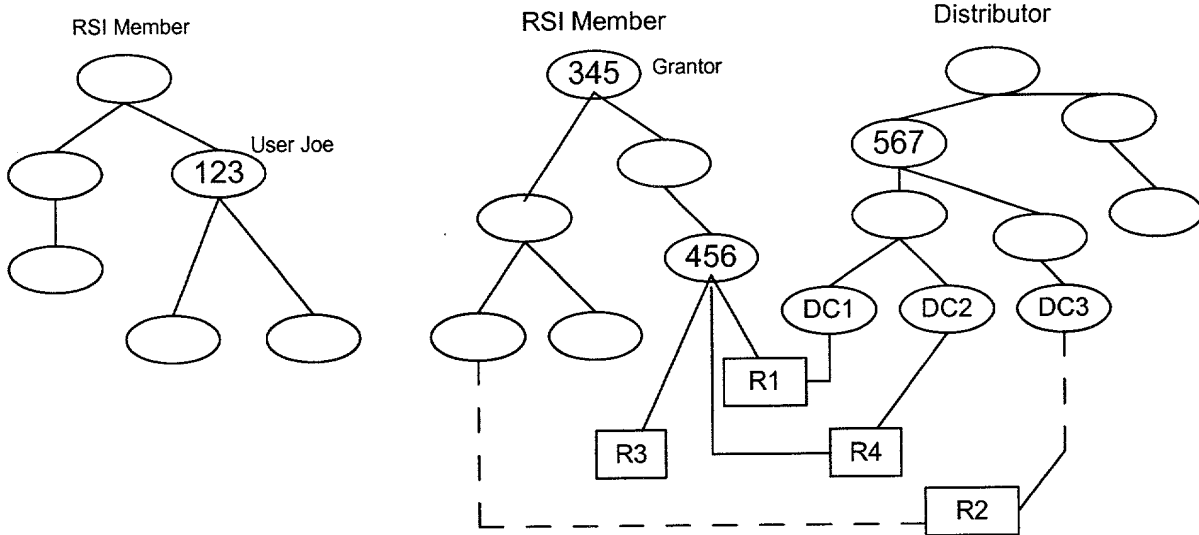 RSI Member
RSI Member
Distributor
345
Grantor
User Joe
123
567
456
DC1
DC2
DC3
R1
R3
R4
R2